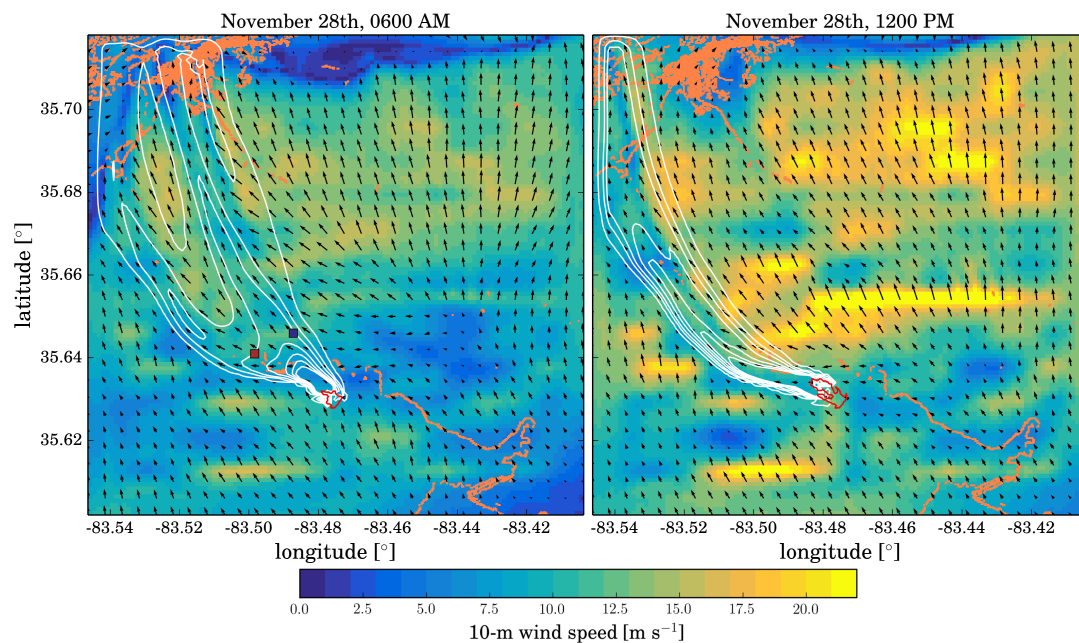 November 28th, 0600 AM
November 28th, 1200 PM
latitude [°]
35.70
35.68
35.66
35.64
35.62
-83.54 -83.52 -83.50 -83.48 -83.46 -83.44 -83.42
-83.54 -83.52 -83.50 -83.48 -83.46 -83.44 -83.42
longitude [°]
longitude [°]
0.0 2.5 5.0 7.5 10.0 12.5 15.0 17.5 20.0
10-m wind speed [m s⁻¹]